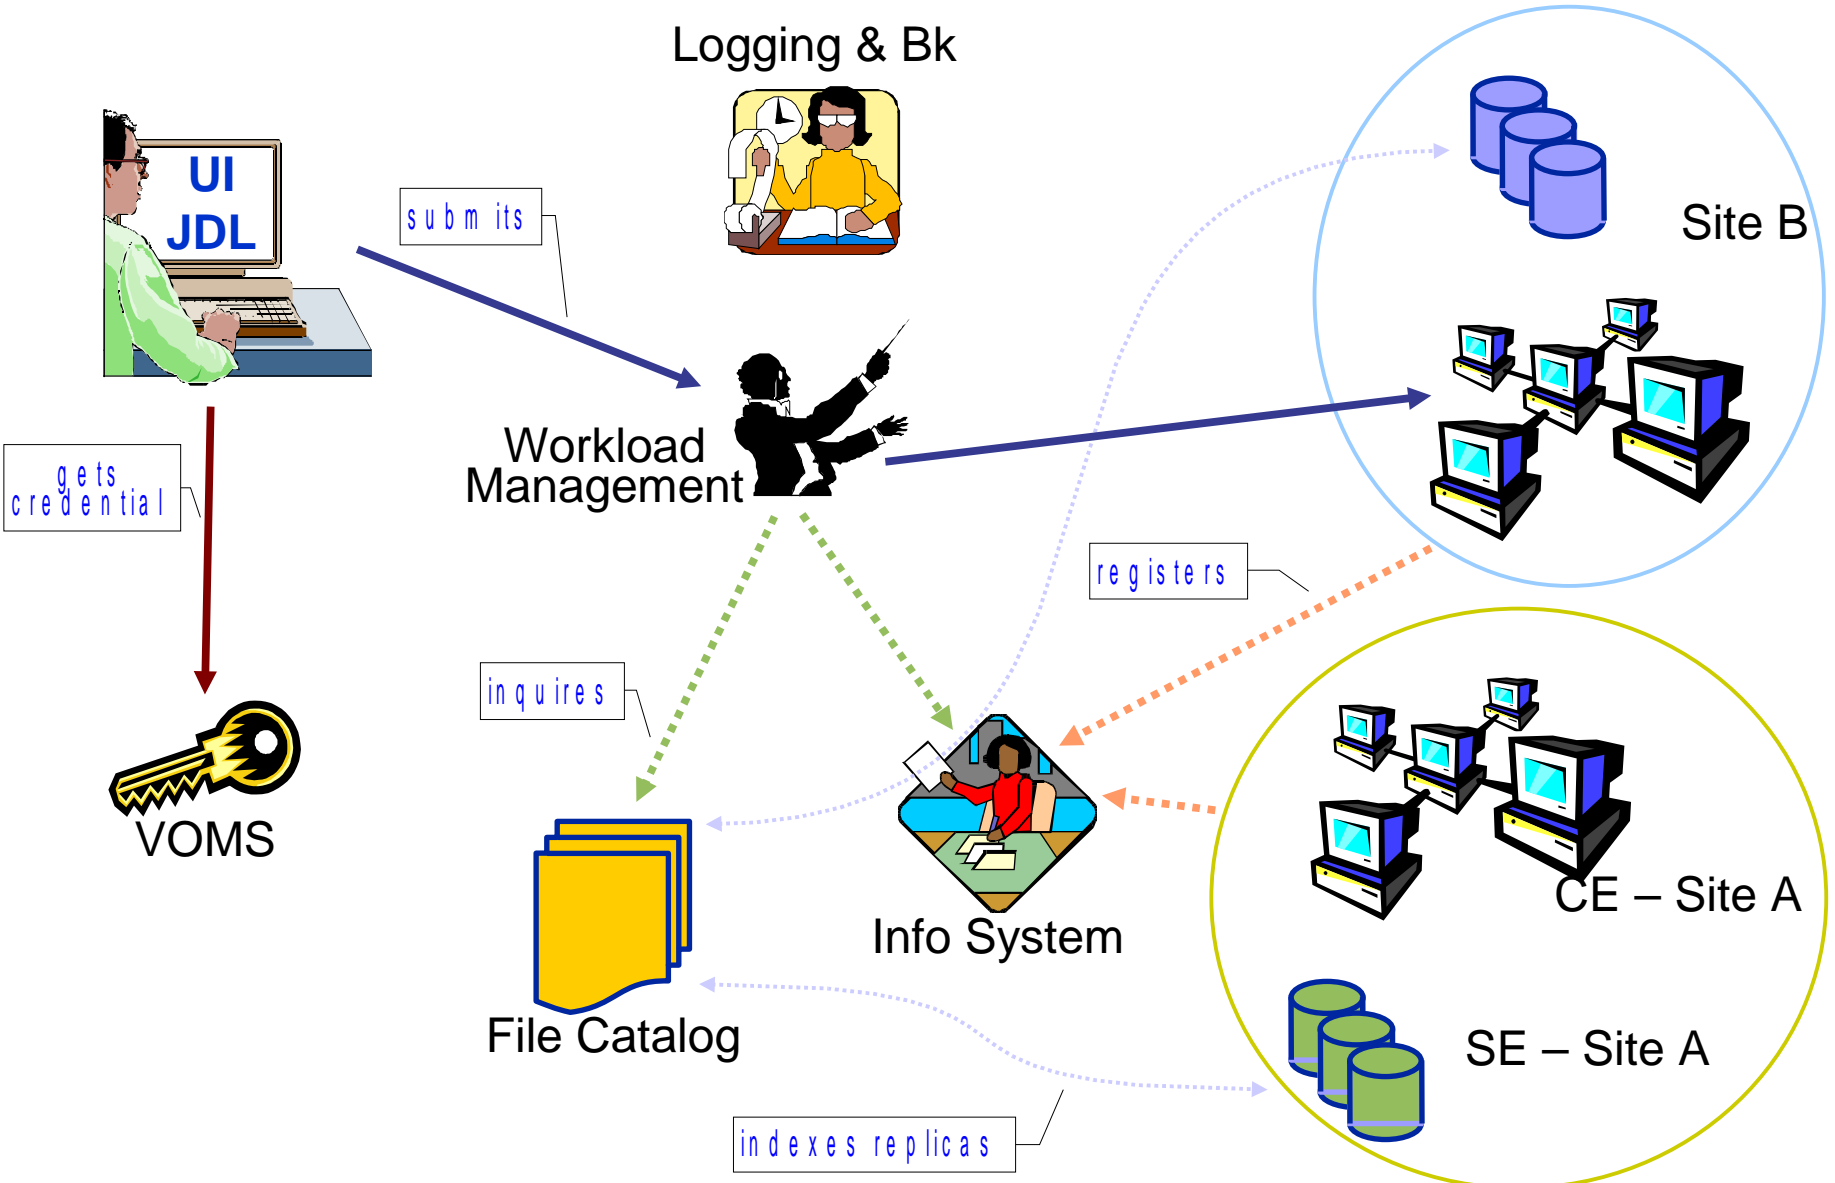 Logging & Bk
UI
JDL
submits
Site B
Workload
Management
gets
credential
registers
inquires
VOMS
CE – Site A
Info System
File Catalog
SE – Site A
indexes replicas